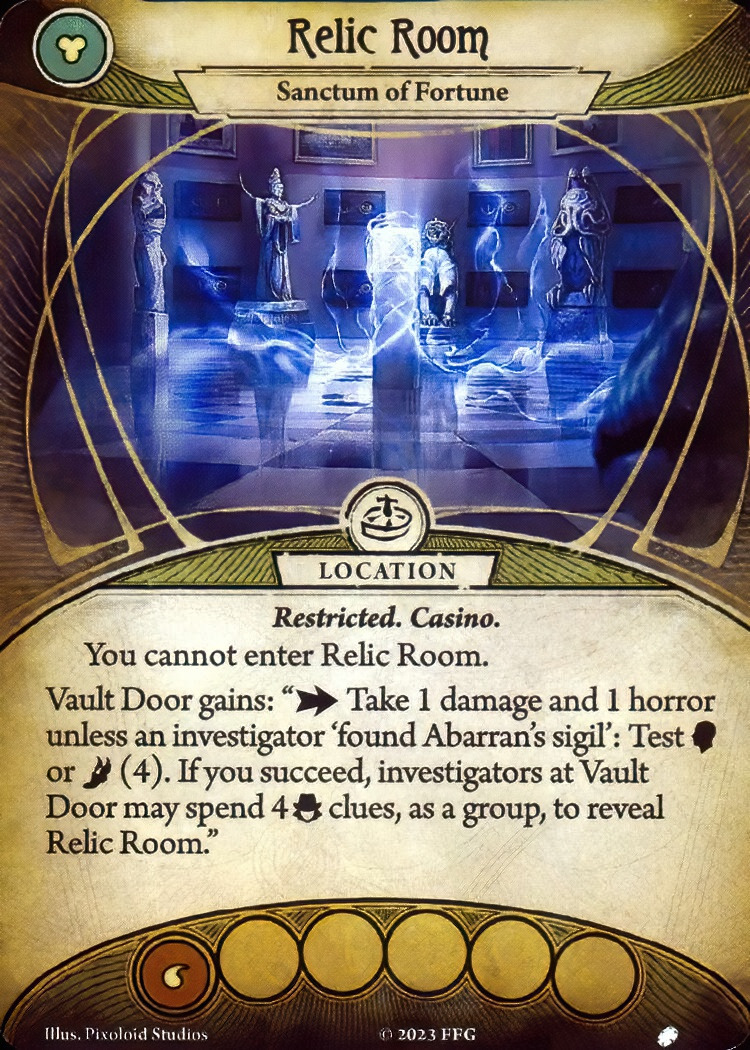 Relic Room
Sanctum of Fortune
LOCATION
Restricted. Casino.
You cannot enter Relic Room.
Vault Door gains: “ Take 1 damage and 1 horror
unless an investigator ‘found Abarran’s sigil’: Test
or (4). If you succeed, investigators at Vault
Door may spend 4 clues, as a group, to reveal
Relic Room.”
Illus. Pixoloid Studios
© 2023 FFG